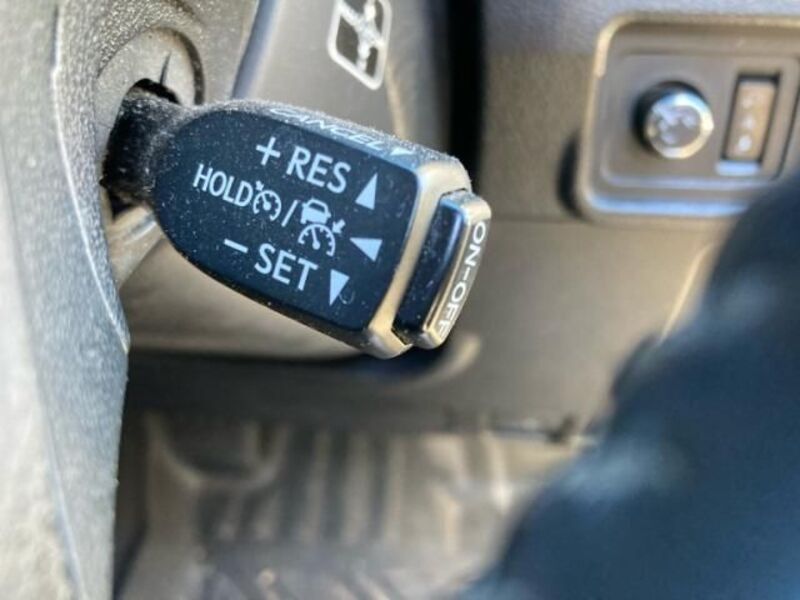 CANCEL
+ RES
HOLD /
- SET
ON-OFF